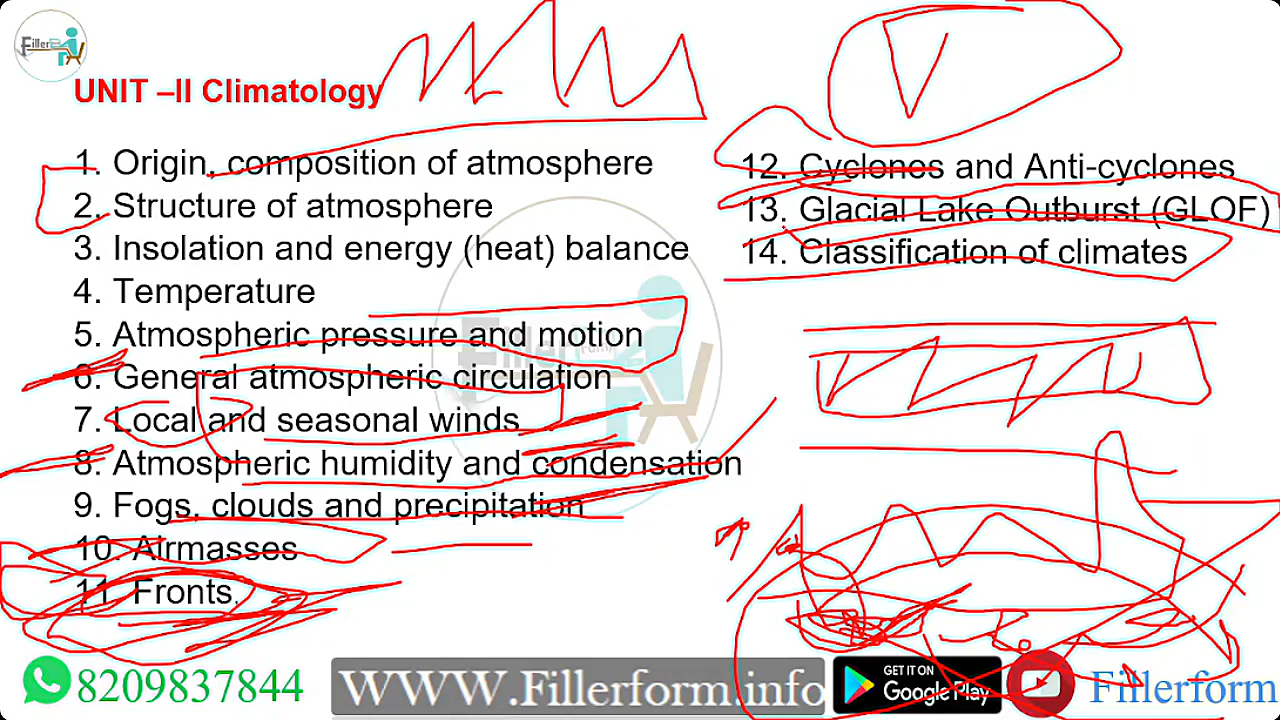 Fillerform
UNIT –II Climatology
1. Origin, composition of atmosphere
2. Structure of atmosphere
3. Insolation and energy (heat) balance
4. Temperature
5. Atmospheric pressure and motion
6. General atmospheric circulation
7. Local and seasonal winds
8. Atmospheric humidity and condensation
9. Fogs, clouds and precipitation
10. Airmasses
11. Fronts,
12. Cyclones and Anti-cyclones
13. Glacial Lake Outburst (GLOF)
14. Classification of climates
8209837844
WWW.Fillerform.info
GET IT ON
Google Play
Fillerform